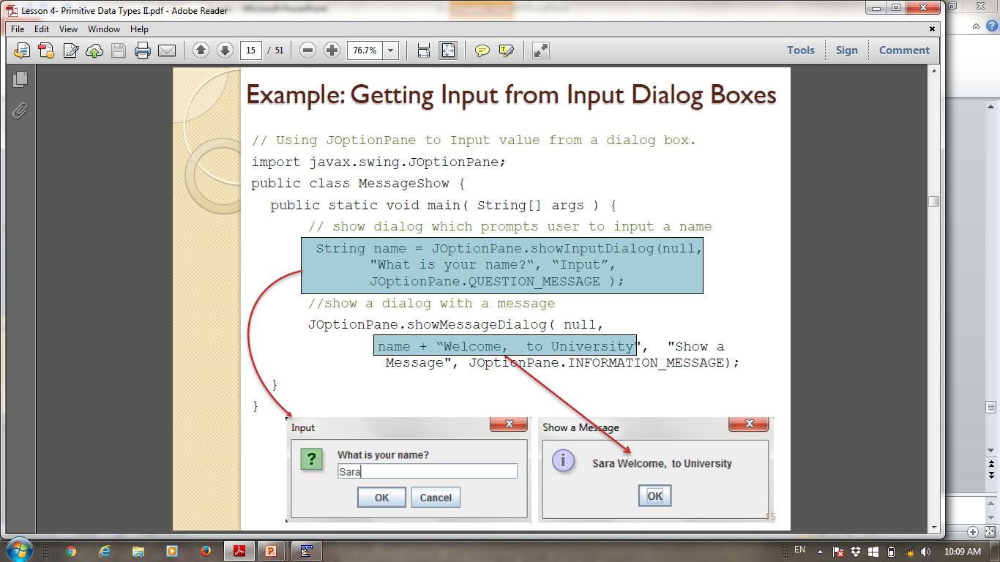 Lesson 4- Primitive Data Types II.pdf - Adobe Reader
File Edit View Window Help
15 / 51 76.7% Tools Sign Comment
Example: Getting Input from Input Dialog Boxes
// Using JOptionPane to Input value from a dialog box.
import javax.swing.JOptionPane;
public class MessageShow {
public static void main( String[] args ) {
// show dialog which prompts user to input a name
String name = JOptionPane.showInputDialog(null,
"What is your name?“, “Input”,
JOptionPane.QUESTION_MESSAGE );
//show a dialog with a message
JOptionPane.showMessageDialog( null,
name + “Welcome,  to University", "Show a
Message", JOptionPane.INFORMATION_MESSAGE);
}
}
Input
What is your name?
Sara
OK Cancel
Show a Message
Sara Welcome,  to University
OK
15
EN 10:09 AM